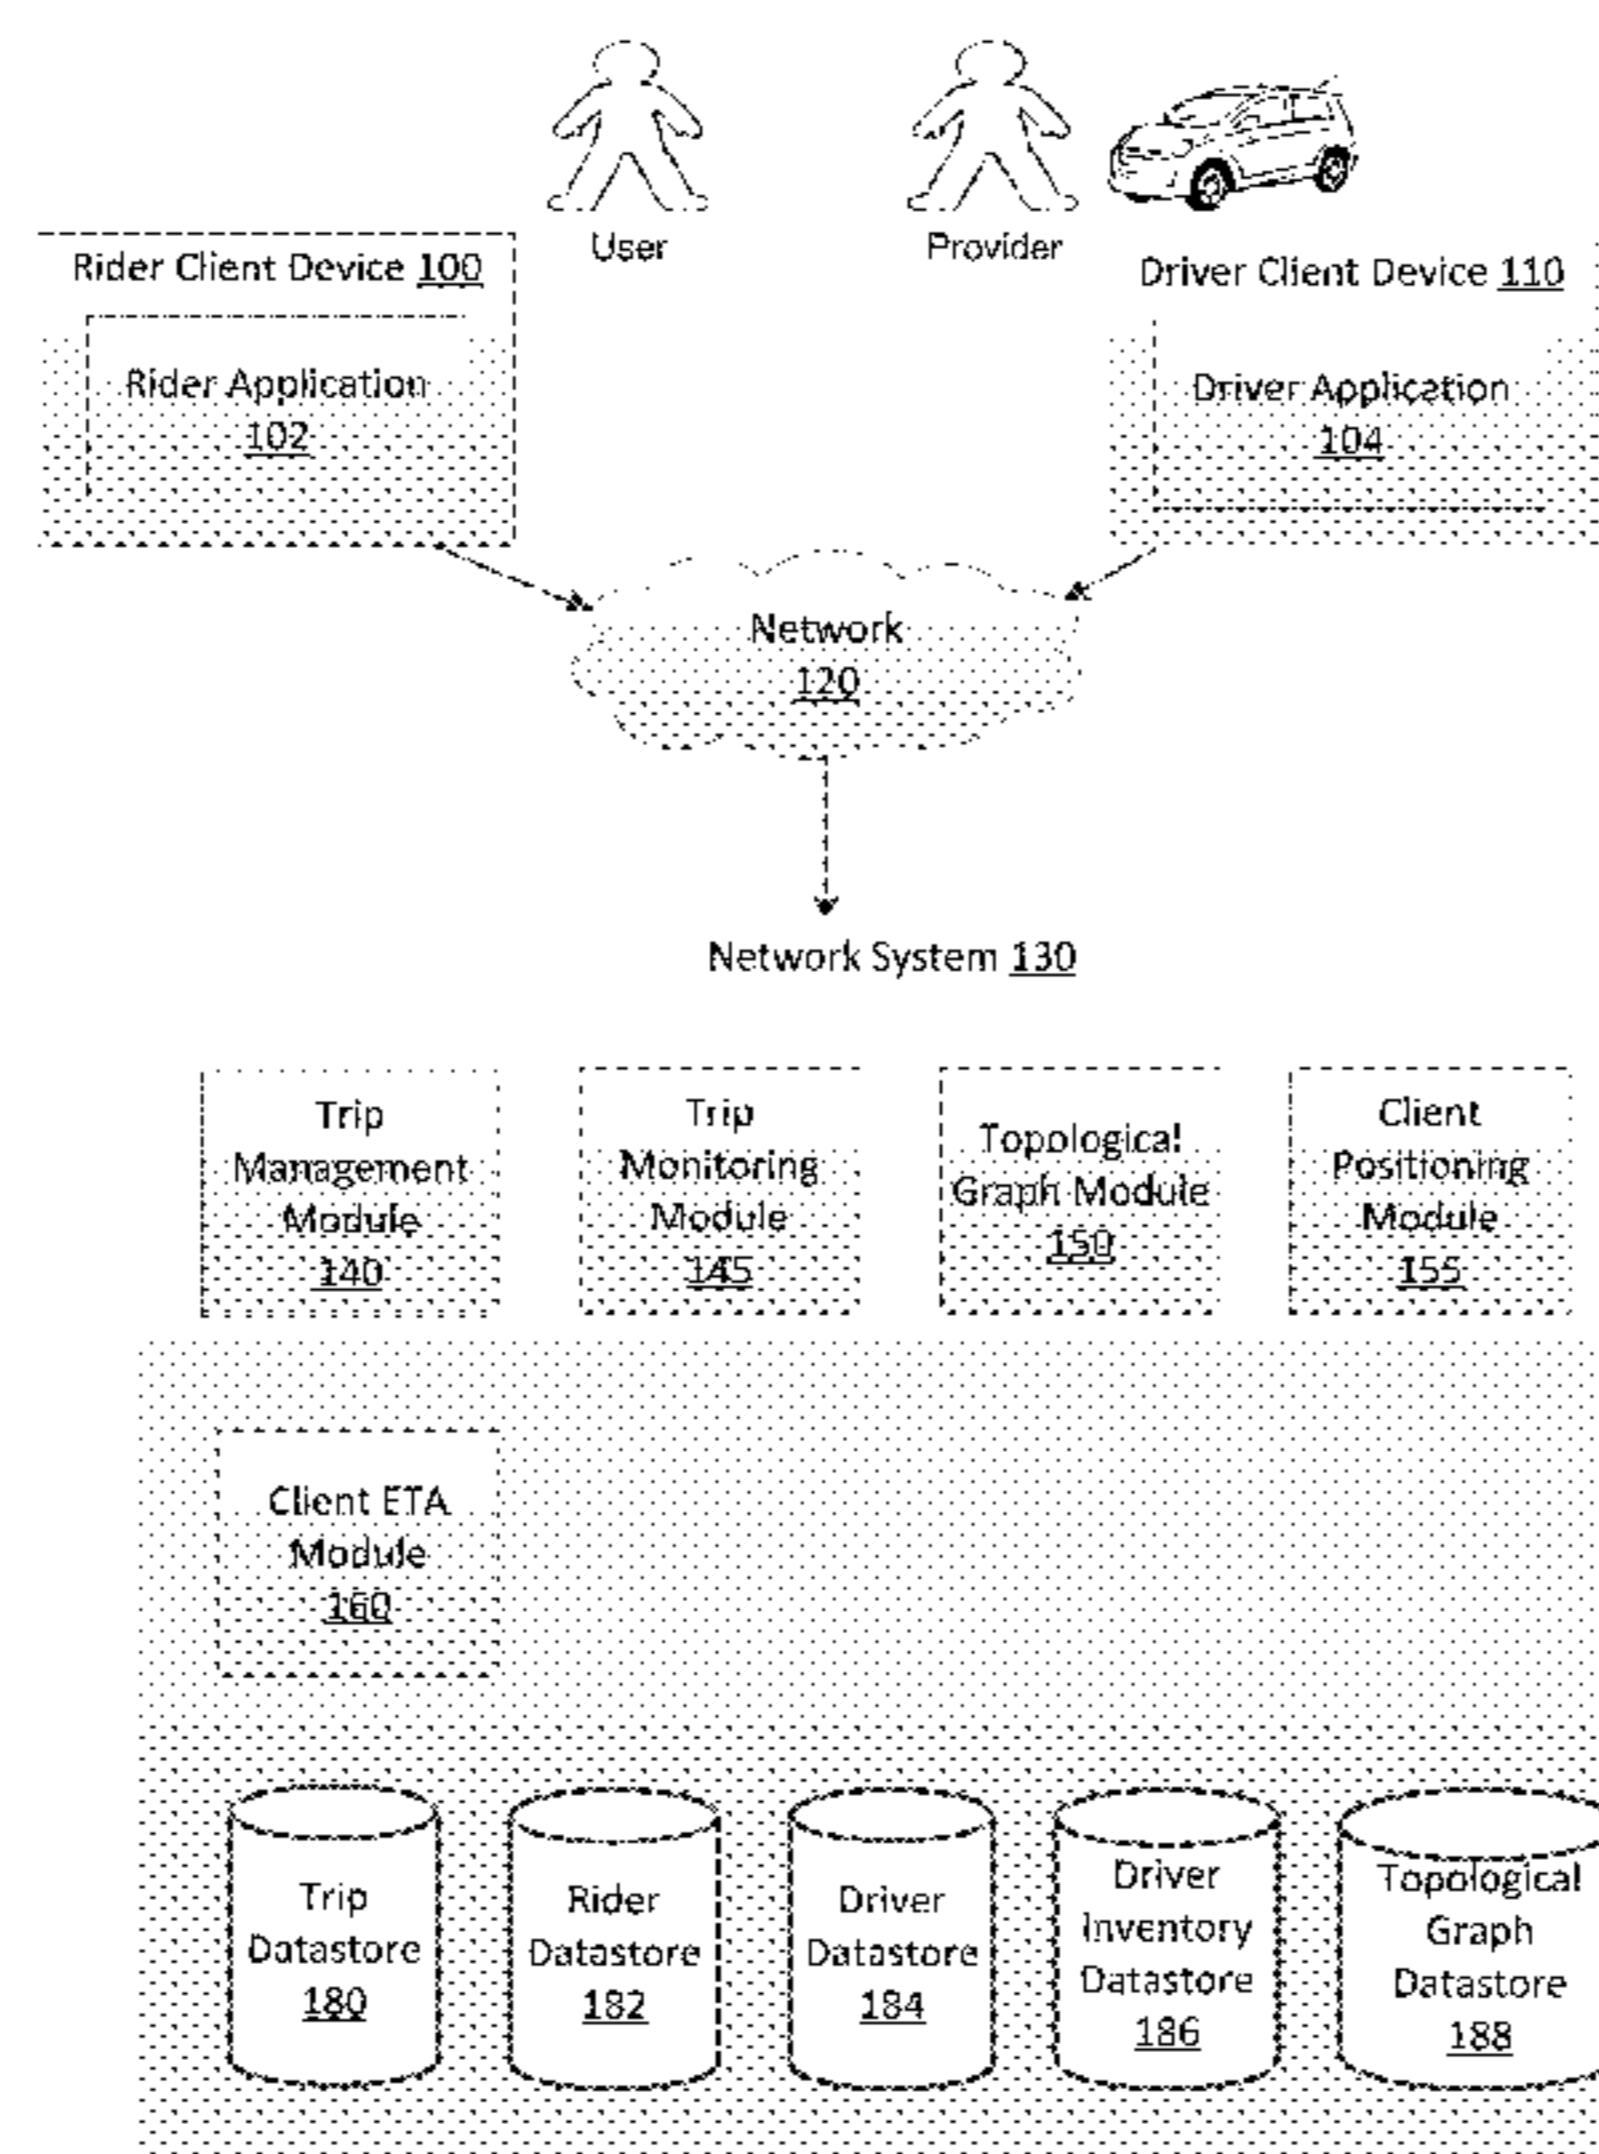 User
Provider
Rider Client Device 100
Driver Client Device 110
Rider Application
102
Driver Application
104
Network
120
Network System 130
Trip
Management
Module
140
Trip
Monitoring
Module
145
Topological
Graph Module
150
Client
Positioning
Module
155
Client ETA
Module
160
Trip
Datastore
180
Rider
Datastore
182
Driver
Datastore
184
Driver
Inventory
Datastore
186
Topological
Graph
Datastore
188